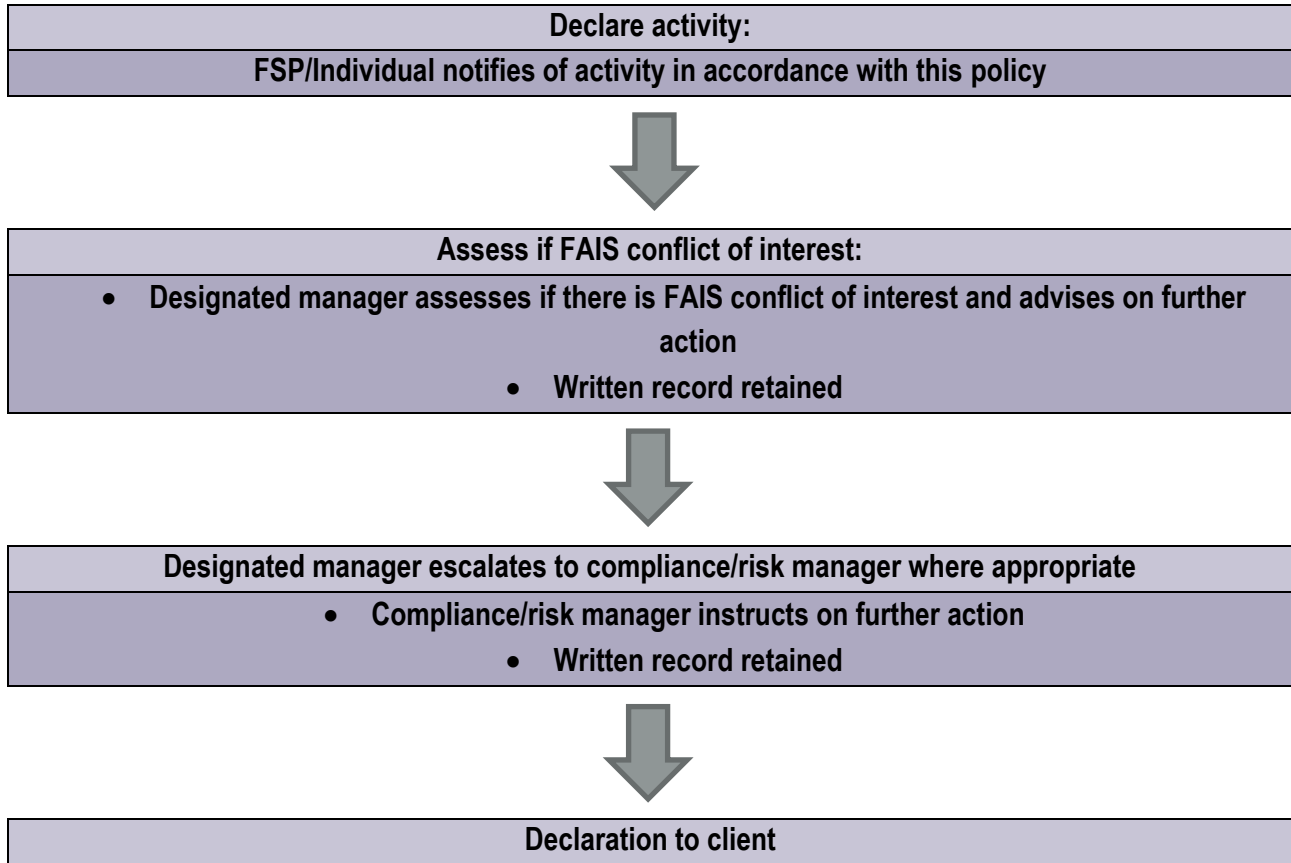 Declare activity:
FSP/Individual notifies of activity in accordance with this policy
Assess if FAIS conflict of interest:
• Designated manager assesses if there is FAIS conflict of interest and advises on further
action
• Written record retained
Designated manager escalates to compliance/risk manager where appropriate
• Compliance/risk manager instructs on further action
• Written record retained
Declaration to client